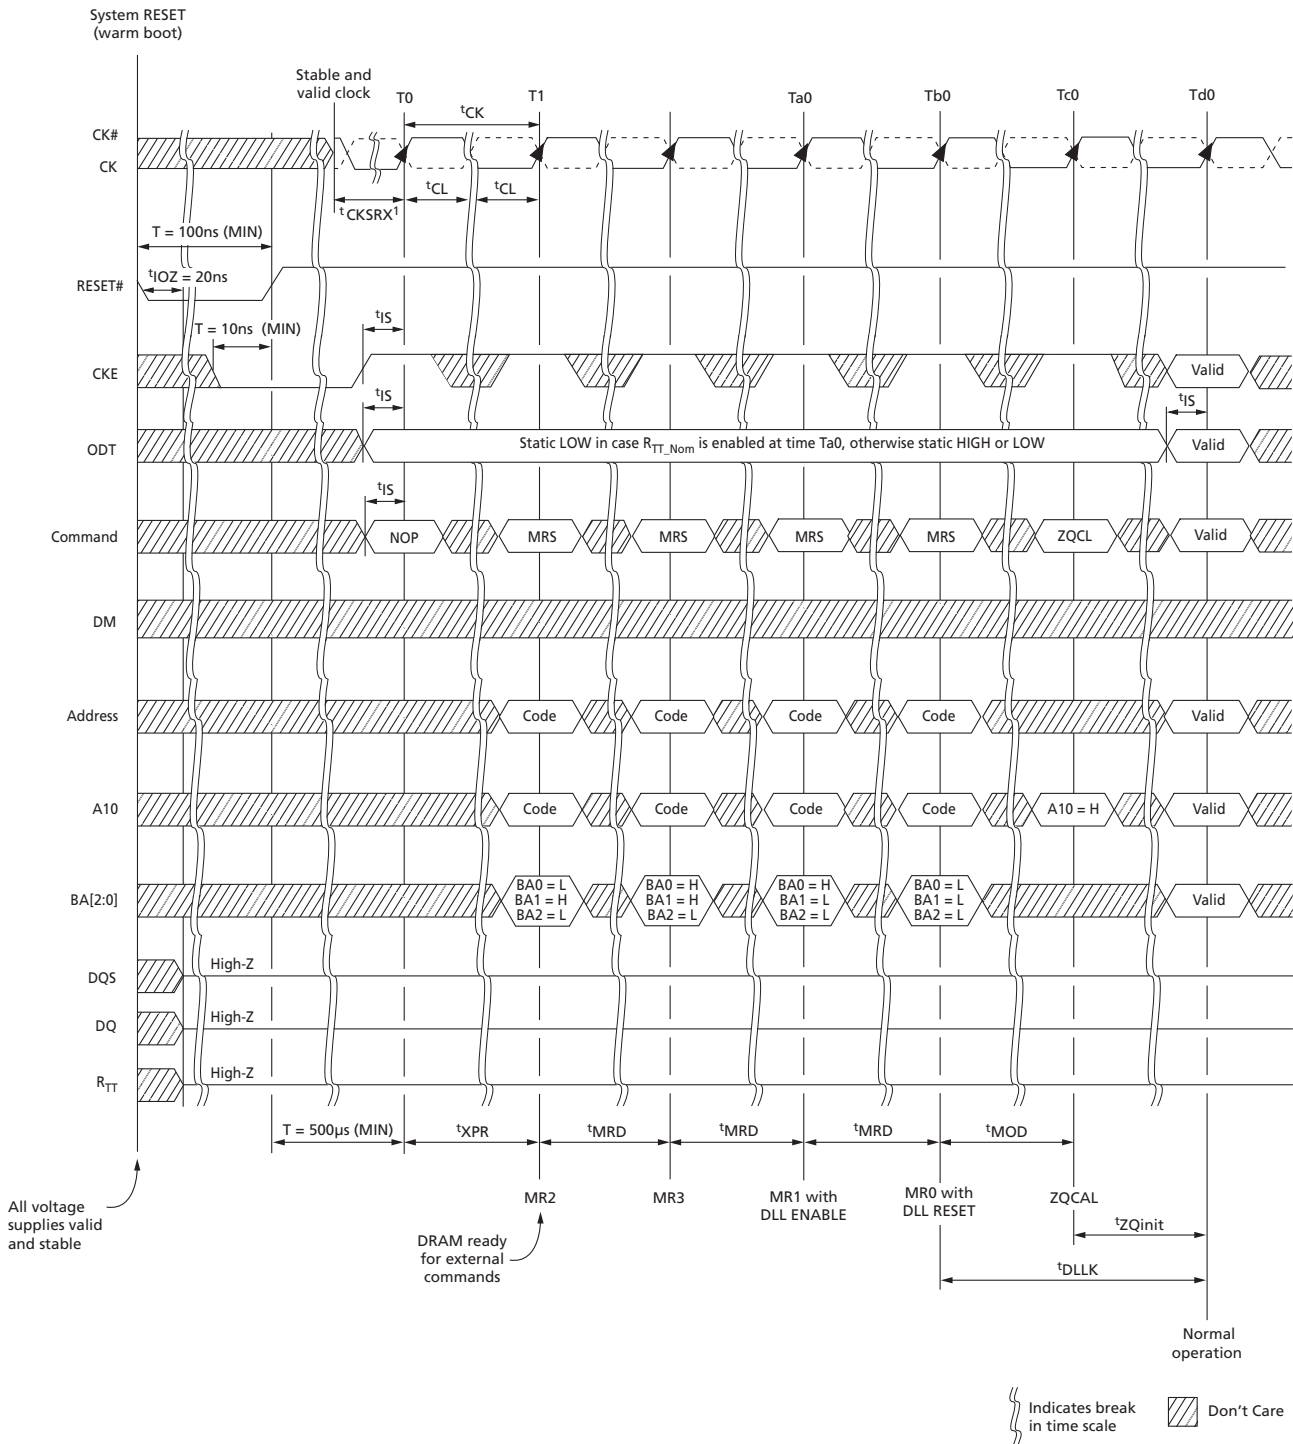 System RESET
(warm boot)
Stable and
valid clock
T0
T1
Ta0
Tb0
Tc0
Td0
tCK
CK#
CK
tCKSRX1
tCL
tCL
T = 100ns (MIN)
tIOZ = 20ns
RESET#
T = 10ns (MIN)
tIS
CKE
Valid
tIS
tIS
ODT
Static LOW in case RTT_Nom is enabled at time Ta0, otherwise static HIGH or LOW
Valid
tIS
Command
NOP
MRS
MRS
MRS
MRS
ZQCL
Valid
DM
Address
Code
Code
Code
Code
Valid
A10
Code
Code
Code
Code
A10 = H
Valid
BA[2:0]
BA0 = L
BA1 = H
BA2 = L
BA0 = H
BA1 = H
BA2 = L
BA0 = H
BA1 = L
BA2 = L
BA0 = L
BA1 = L
BA2 = L
Valid
DQS
High-Z
DQ
High-Z
RTT
High-Z
T = 500µs (MIN)
tXPR
tMRD
tMRD
tMRD
tMOD
All voltage
supplies valid
and stable
MR2
MR3
MR1 with
DLL ENABLE
MR0 with
DLL RESET
ZQCAL
DRAM ready
for external
commands
tZQinit
tDLLK
Normal
operation
Indicates break
in time scale
Don't Care